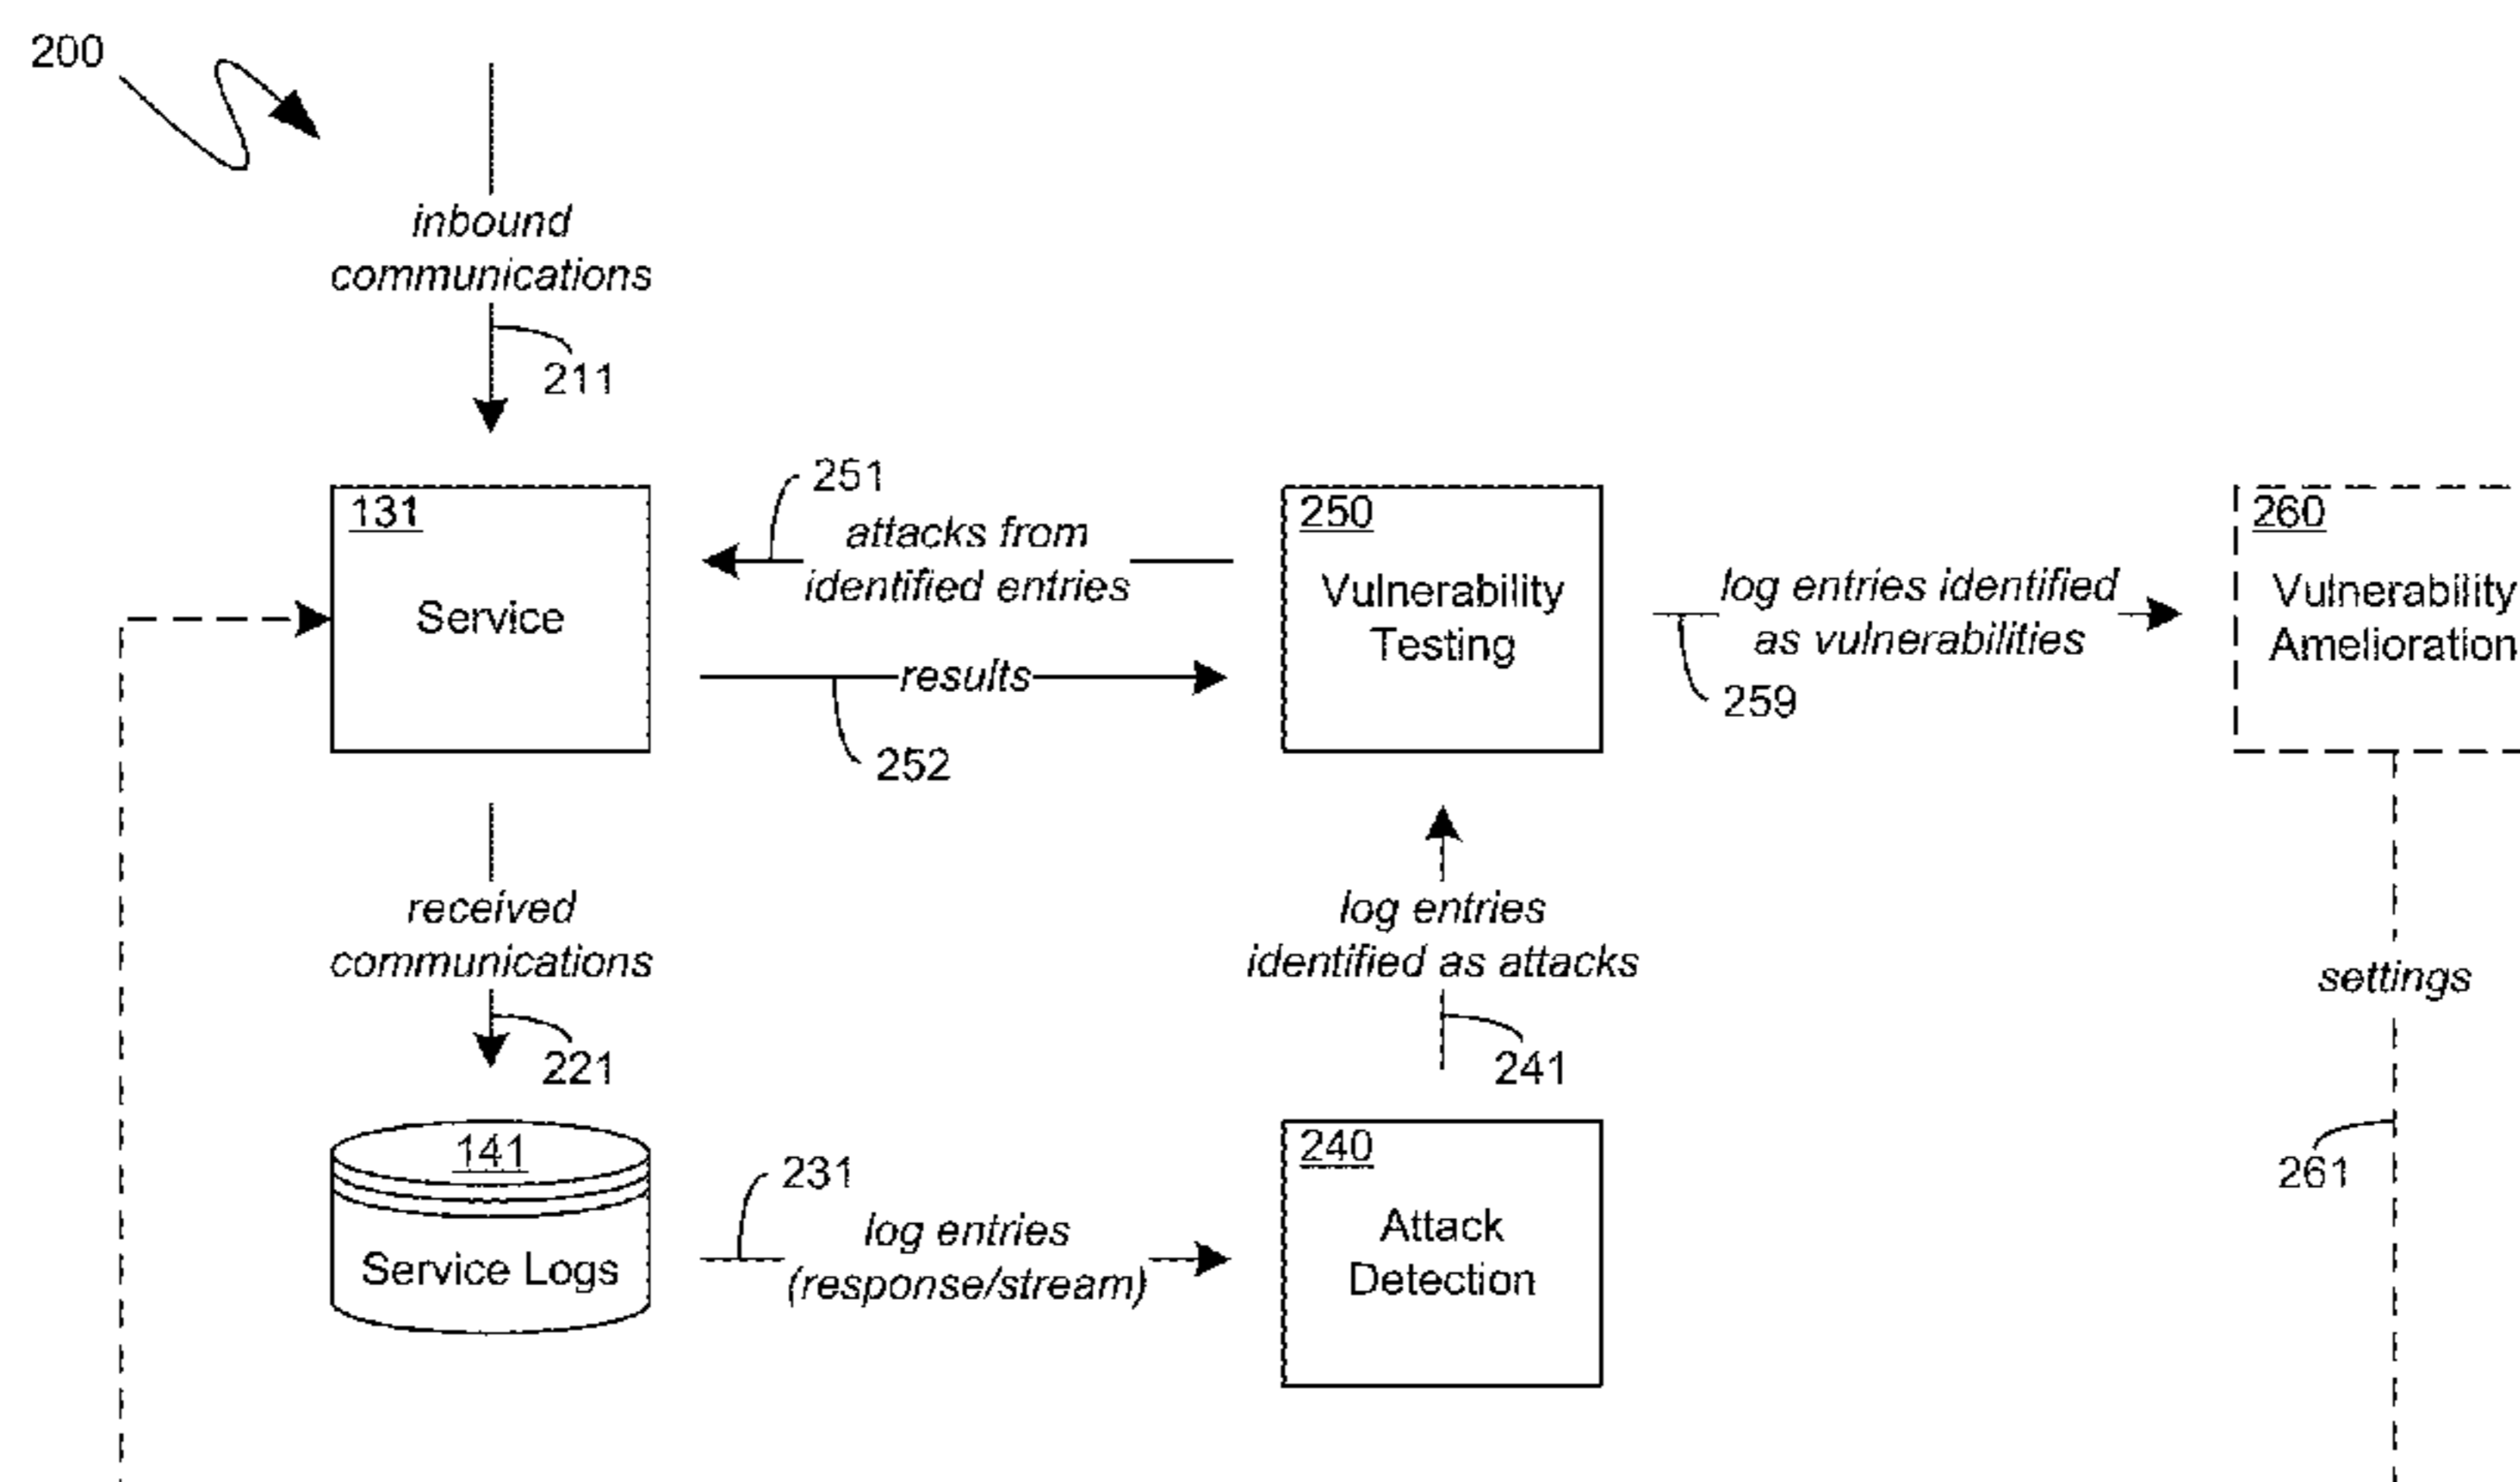 200
inbound
communications
211
251
attacks from
identified entries
131
Service
results
252
250
Vulnerability
Testing
log entries identified
as vulnerabilities
259
260
Vulnerability
Amelioration
received
communications
221
log entries
identified as attacks
241
settings
261
141
Service Logs
231
log entries
(response/stream)
240
Attack
Detection